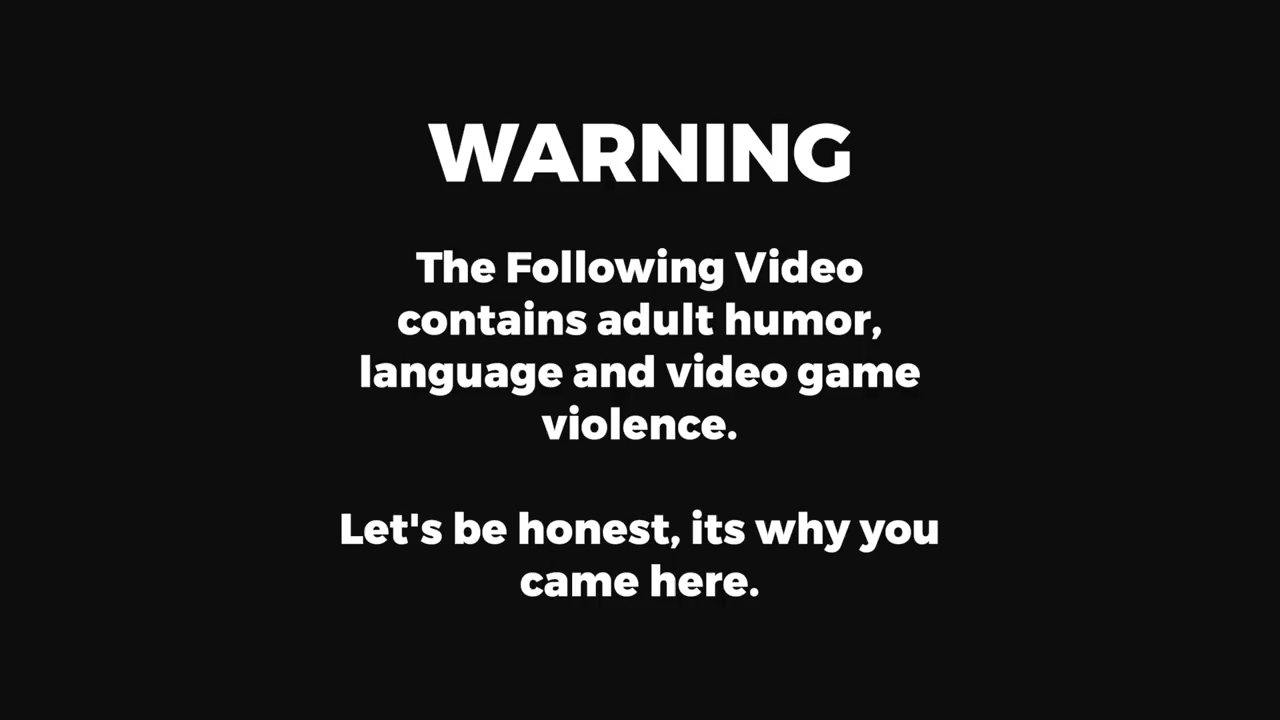 WARNING
The Following Video
contains adult humor,
language and video game
violence.
Let's be honest, its why you
came here.